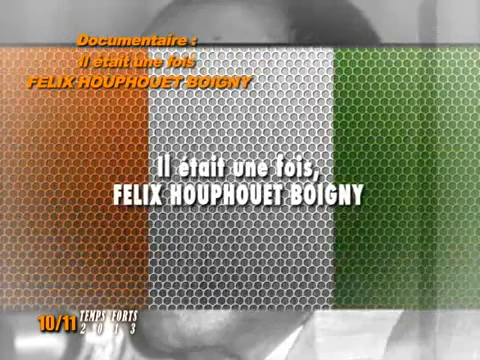 Documentaire :
Il était une fois
FELIX HOUPHOUET BOIGNY
Il était une fois,
FELIX HOUPHOUET BOIGNY
10/11 TEMPS FORTS
2013